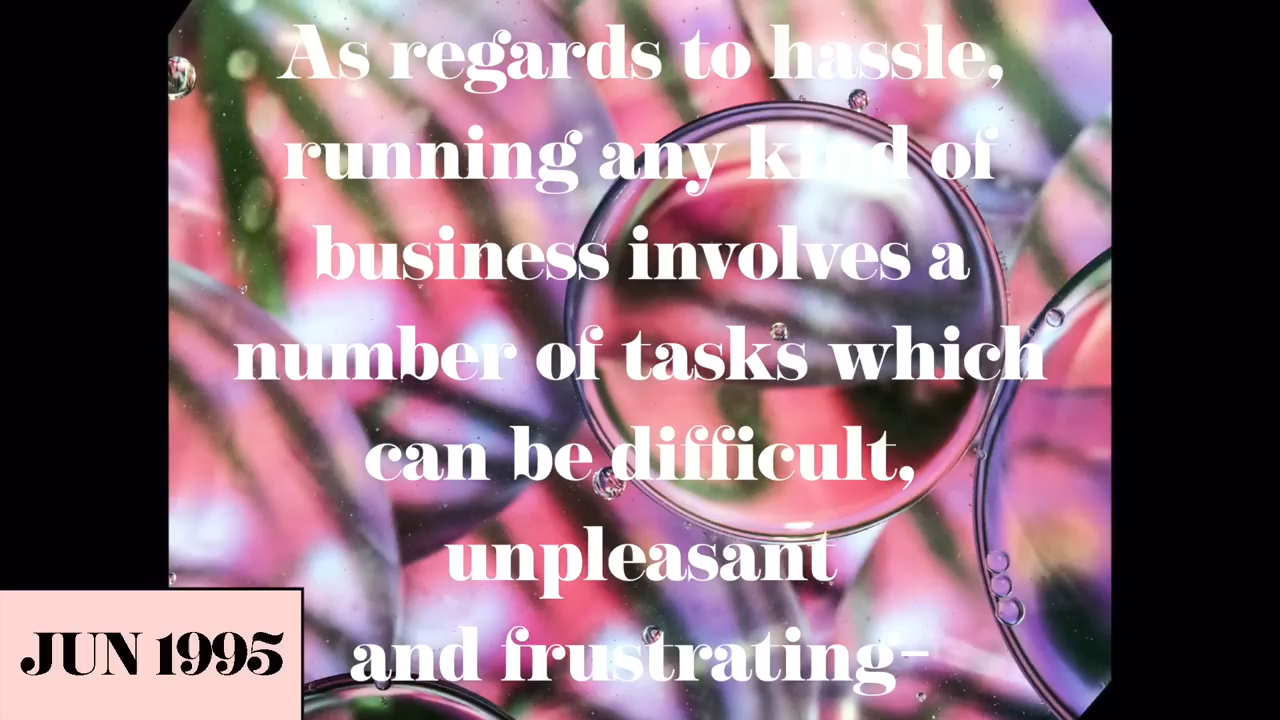 As regards to hassle,
running any kind of
business involves a
number of tasks which
can be difficult,
unpleasant
and frustrating-
JUN 1995